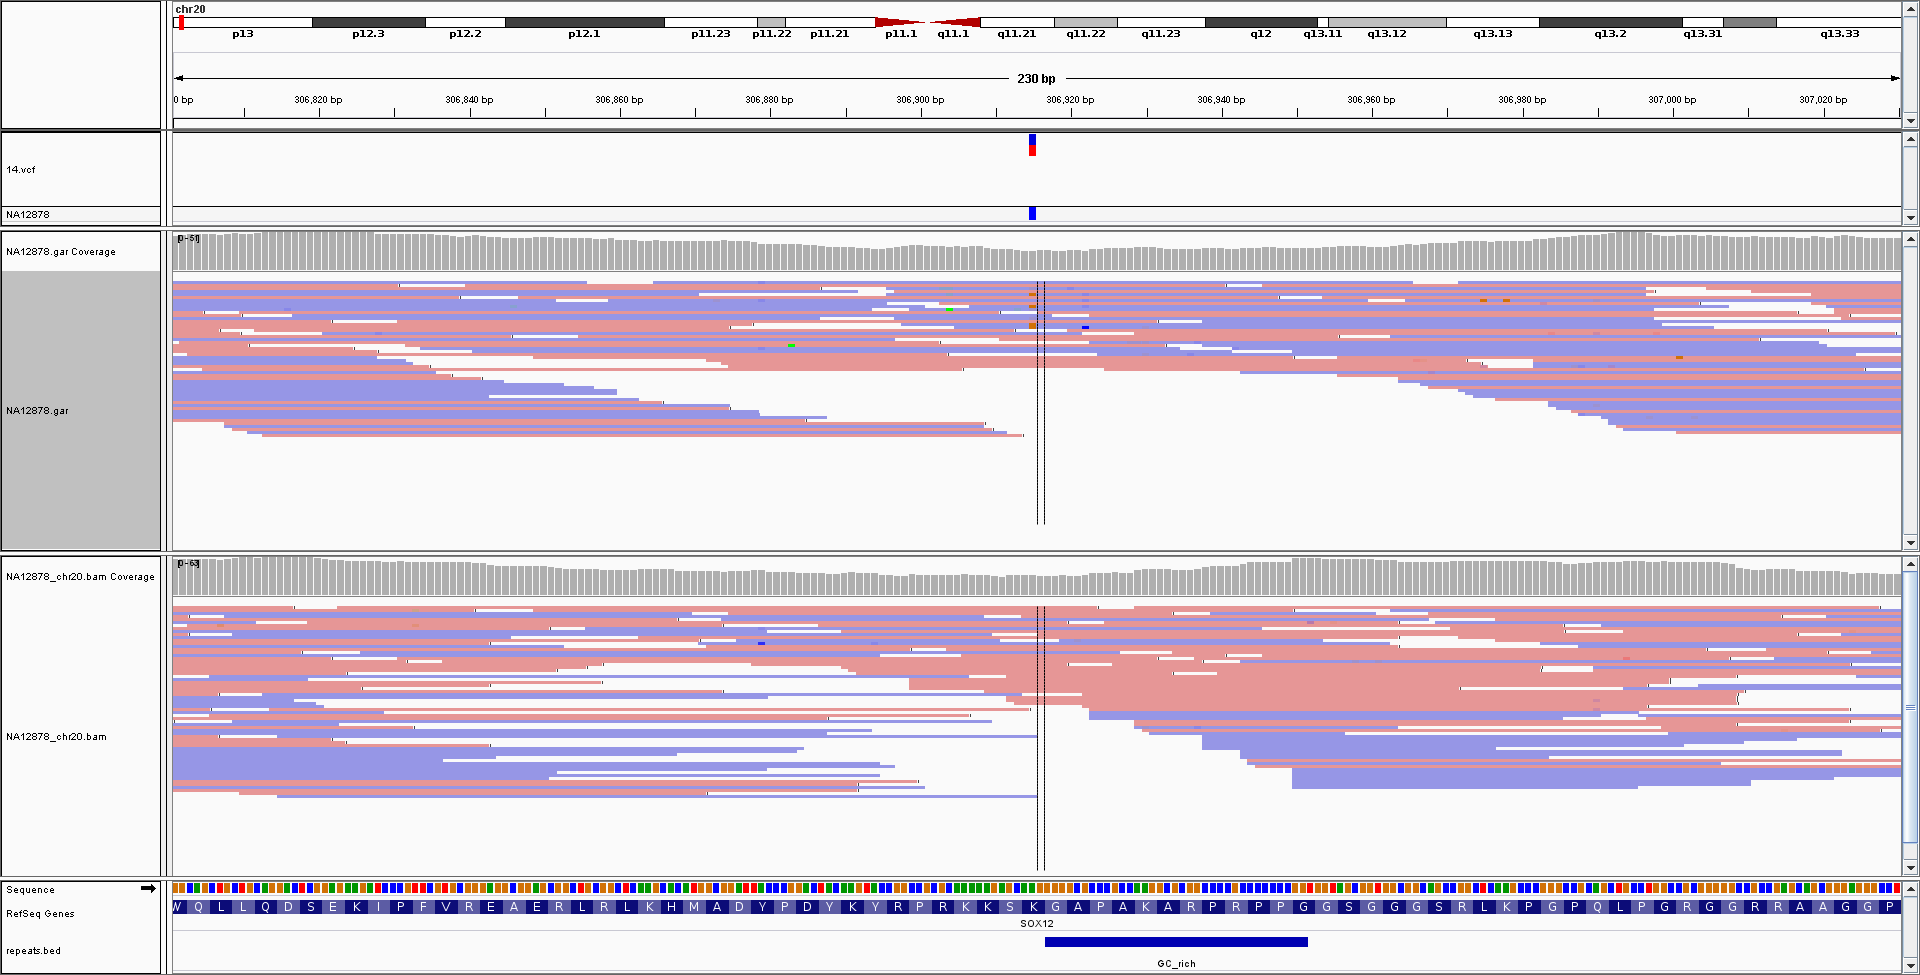 chr20
p13 p12.3 p12.2 p12.1 p11.23 p11.22 p11.21 p11.1 q11.1 q11.21 q11.22 q11.23 q12 q13.11 q13.12 q13.13 q13.2 q13.31 q13.33
230 bp
0 bp 306,820 bp 306,840 bp 306,860 bp 306,880 bp 306,900 bp 306,920 bp 306,940 bp 306,960 bp 306,980 bp 307,000 bp 307,020 bp
14.vcf
NA12878
[0 - 51]
NA12878.gar Coverage
NA12878.gar
[0 - 63]
NA12878_chr20.bam Coverage
NA12878_chr20.bam
Sequence
RefSeq Genes
W Q L L Q D S E K I P F V R E A E R L R L K H M A D Y P D Y K Y R P R K K S K G A P A K A R P R P P G G S G G G S R L K P G P Q L P G R G G R R A A G G P
SOX12
repeats.bed
GC_rich